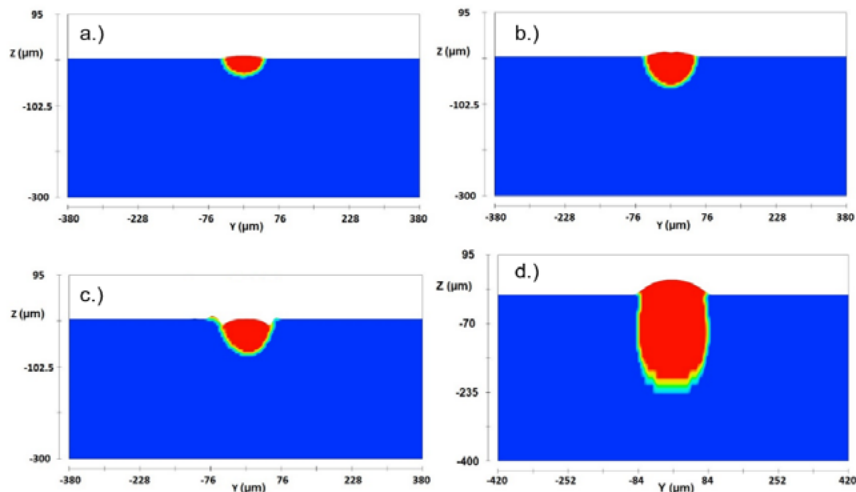 a.)
95
Z (µm)
-102.5
-300
-380 -228 -76 76 228 380
Y (µm)
b.)
95
Z (µm)
-102.5
-300
-380 -228 -76 76 228 380
Y (µm)
c.)
95
Z (µm)
-102.5
-300
-380 -228 -76 76 228 380
Y (µm)
d.)
95
Z (µm)
-70
-235
-400
-420 -252 -84 84 252 420
Y (µm)